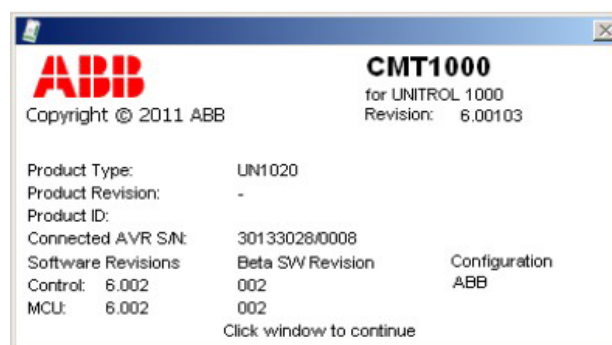 ABB
CMT1000
for UNITROL 1000
Copyright © 2011 ABB
Revision: 6.00103
Product Type: UN1020
Product Revision: -
Product ID:
Connected AVR S/N: 30133028/0008
Software Revisions Beta SW Revision Configuration
Control: 6.002 002 ABB
MCU: 6.002 002
Click window to continue